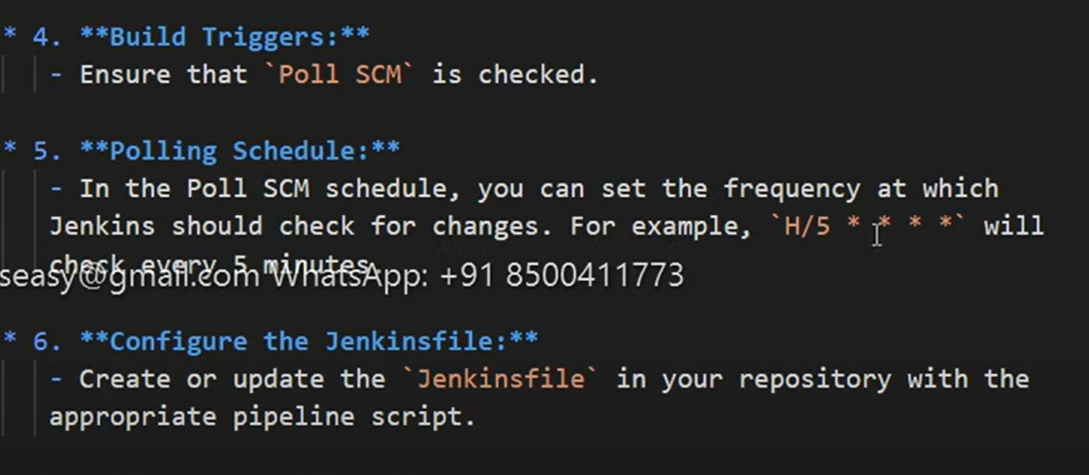 * 4. **Build Triggers:**
- Ensure that `Poll SCM` is checked.
* 5. **Polling Schedule:**
- In the Poll SCM schedule, you can set the frequency at which
Jenkins should check for changes. For example, `H/5 * * * *` will
check every 5 minutes.
seasy@gmail.com WhatsApp: +91 8500411773
* 6. **Configure the Jenkinsfile:**
- Create or update the `Jenkinsfile` in your repository with the
appropriate pipeline script.